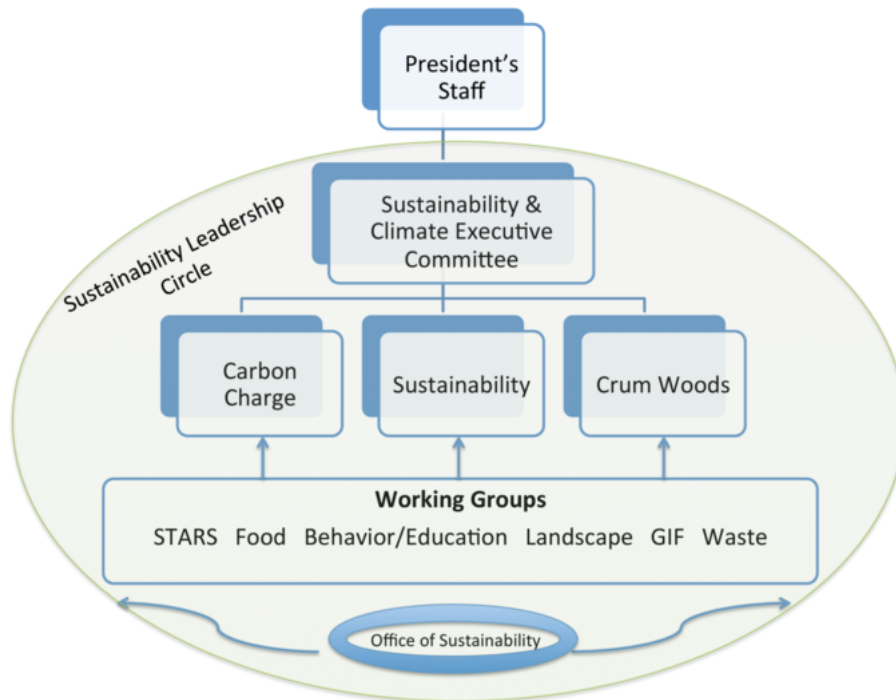 President's
Staff
Sustainability Leadership
Circle
Sustainability &
Climate Executive
Committee
Carbon
Charge
Sustainability
Crum Woods
Working Groups
STARS Food Behavior/Education Landscape GIF Waste
Office of Sustainability